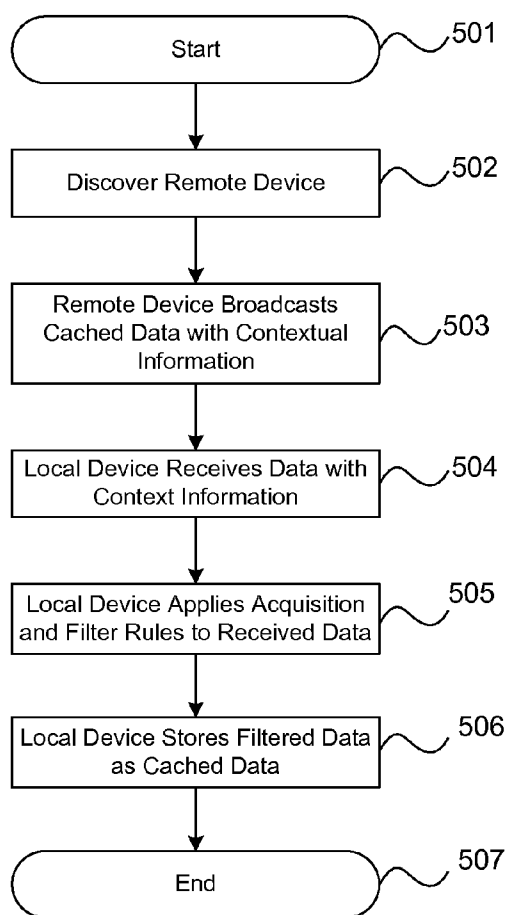 Start
501
Discover Remote Device
502
Remote Device Broadcasts
Cached Data with Contextual
Information
503
Local Device Receives Data with
Context Information
504
Local Device Applies Acquisition
and Filter Rules to Received Data
505
Local Device Stores Filtered Data
as Cached Data
506
End
507